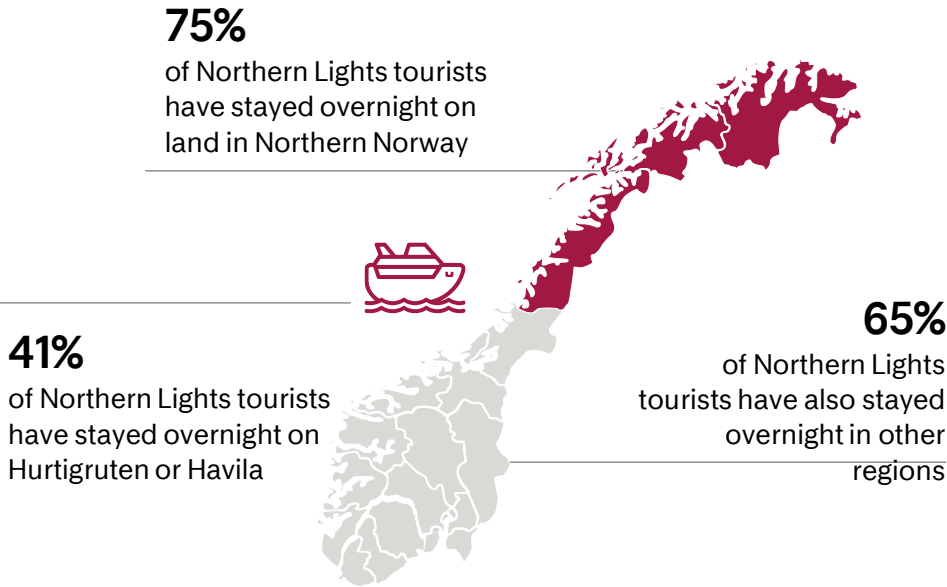 75%
of Northern Lights tourists
have stayed overnight on
land in Northern Norway
41%
of Northern Lights tourists
have stayed overnight on
Hurtigruten or Havila
65%
of Northern Lights
tourists have also stayed
overnight in other
regions